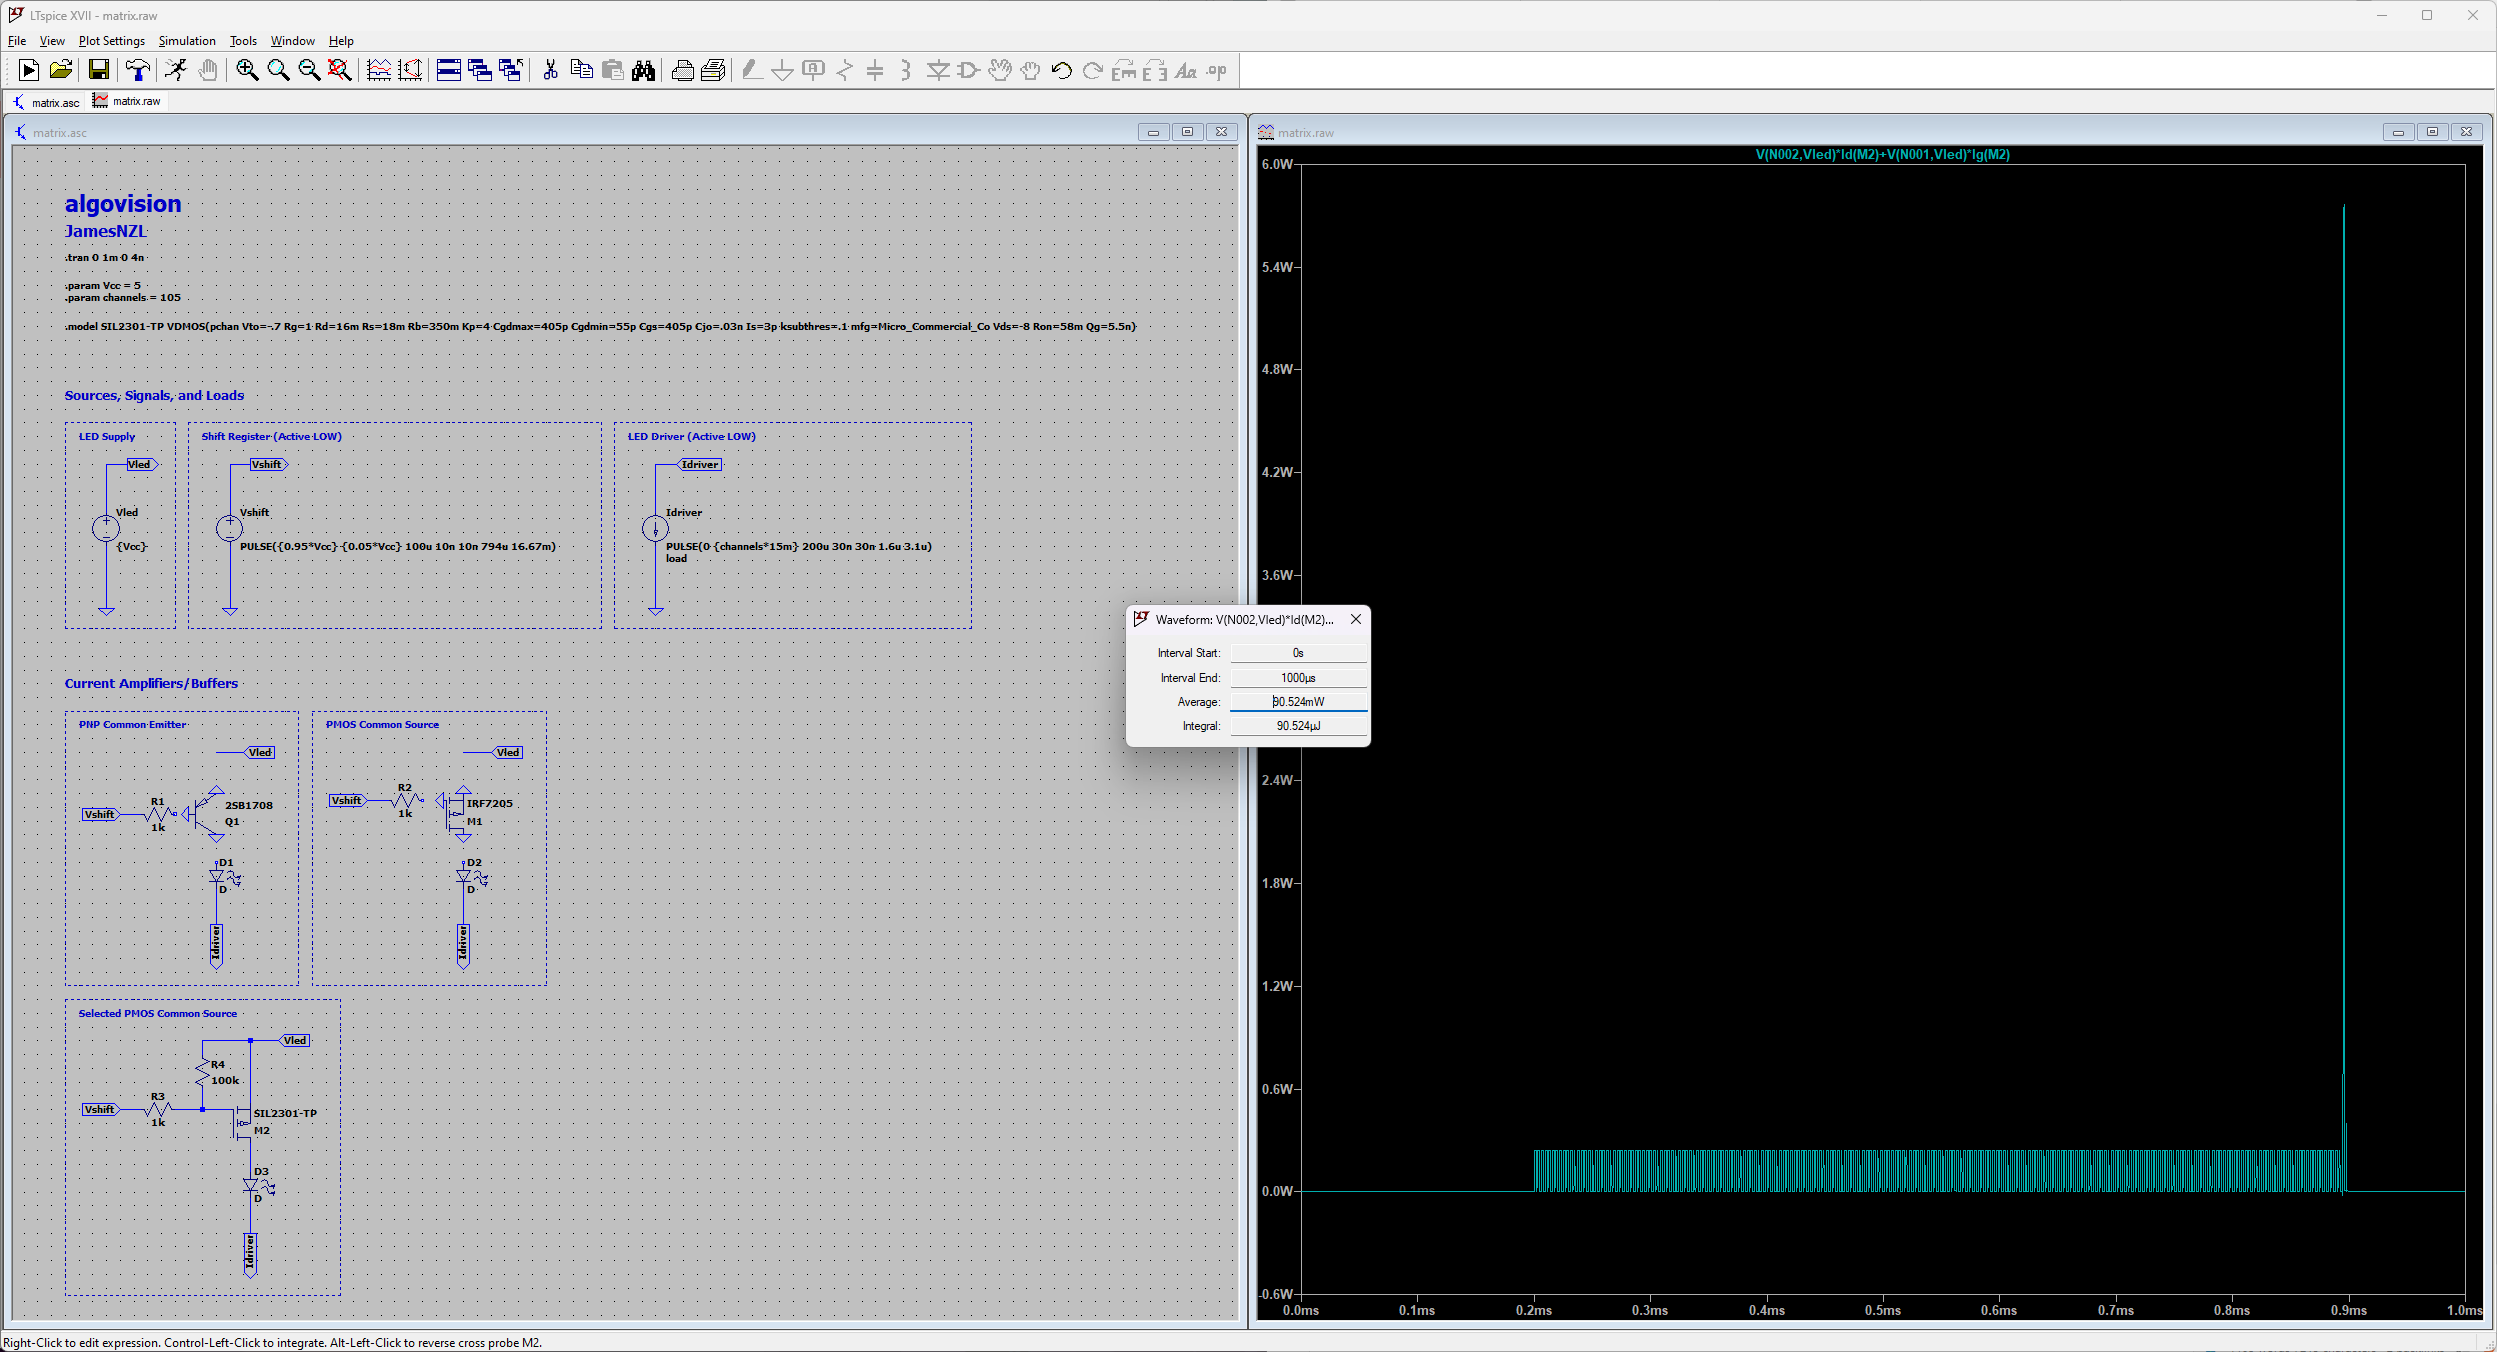 LTspice XVII - matrix.raw
File View Plot Settings Simulation Tools Window Help
matrix.asc matrix.raw
matrix.asc
algovision
JamesNZL
.tran 0 1m 0 4n
.param Vcc = 5
.param channels = 105
.model SIL2301-TP VDMOS(pchan Vto=-.7 Rg=1 Rd=16m Rs=18m Rb=350m Kp=4 Cgdmax=405p Cgdmin=55p Cgs=405p Cjo=.03n Is=3p ksubthres=.1 mfg=Micro_Commercial_Co Vds=-8 Ron=58m Qg=5.5n)
Sources, Signals, and Loads
LED Supply
Vled
Vled
{Vcc}
Shift Register (Active LOW)
Vshift
Vshift
PULSE({0.95*Vcc} {0.05*Vcc} 100u 10n 10n 794u 16.67m)
LED Driver (Active LOW)
Idriver
Idriver
PULSE(0 {channels*15m} 200u 30n 30n 1.6u 3.1u)
load
Current Amplifiers/Buffers
PNP Common Emitter
Vled
Vshift
R1
1k
2SB1708
Q1
D1
D
Idriver
PMOS Common Source
Vled
Vshift
R2
1k
IRF7205
M1
D2
D
Idriver
Selected PMOS Common Source
Vled
R4
100k
Vshift
R3
1k
SIL2301-TP
M2
D3
D
Idriver
matrix.raw
V(N002,Vled)*Id(M2)+V(N001,Vled)*Ig(M2)
6.0W
5.4W
4.8W
4.2W
3.6W
2.4W
1.8W
1.2W
0.6W
0.0W
-0.6W
0.0ms 0.1ms 0.2ms 0.3ms 0.4ms 0.5ms 0.6ms 0.7ms 0.8ms 0.9ms 1.0ms
Waveform: V(N002,Vled)*Id(M2)...
Interval Start: 0s
Interval End: 1000µs
Average: 90.524mW
Integral: 90.524µJ
Right-Click to edit expression. Control-Left-Click to integrate. Alt-Left-Click to reverse cross probe M2.